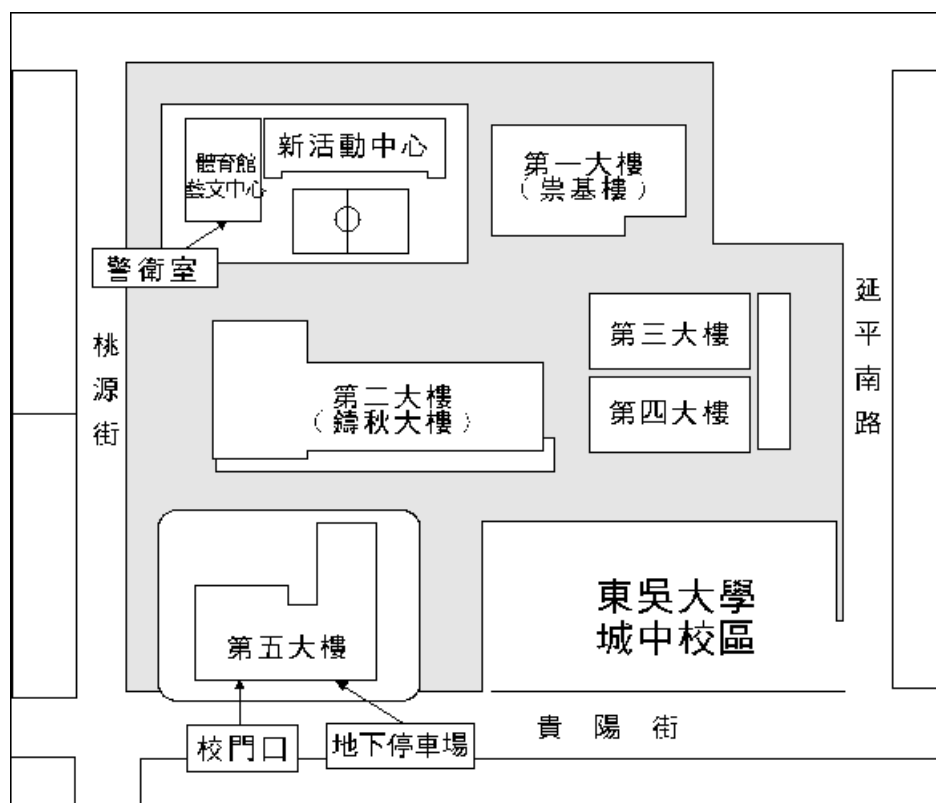 體育館
藝文中心
新活動中心
第一大樓
(崇基樓)
警衛室
桃源街
延平南路
第三大樓
第二大樓
(鑄秋大樓)
第四大樓
東吳大學
城中校區
第五大樓
校門口
地下停車場
貴陽街